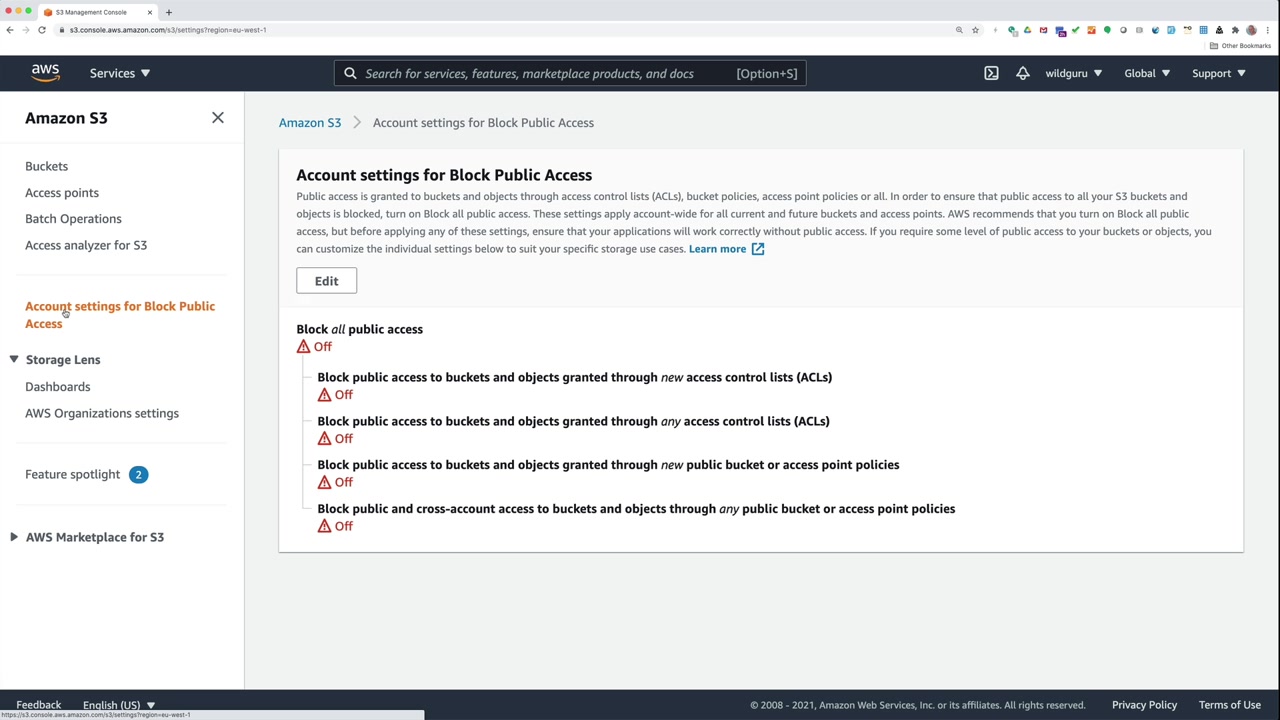 S3 Management Console
s3.console.aws.amazon.com/s3/settings?region=eu-west-1
Other Bookmarks
aws
Services
Search for services, features, marketplace products, and docs
[Option+S]
wildguru
Global
Support
Amazon S3
Buckets
Access points
Batch Operations
Access analyzer for S3
Account settings for Block Public
Access
Storage Lens
Dashboards
AWS Organizations settings
Feature spotlight 2
AWS Marketplace for S3
Amazon S3 Account settings for Block Public Access
Account settings for Block Public Access
Public access is granted to buckets and objects through access control lists (ACLs), bucket policies, access point policies or all. In order to ensure that public access to all your S3 buckets and
objects is blocked, turn on Block all public access. These settings apply account-wide for all current and future buckets and access points. AWS recommends that you turn on Block all public
access, but before applying any of these settings, ensure that your applications will work correctly without public access. If you require some level of public access to your buckets or objects, you
can customize the individual settings below to suit your specific storage use cases. Learn more
Edit
Block all public access
Off
Block public access to buckets and objects granted through new access control lists (ACLs)
Off
Block public access to buckets and objects granted through any access control lists (ACLs)
Off
Block public access to buckets and objects granted through new public bucket or access point policies
Off
Block public and cross-account access to buckets and objects through any public bucket or access point policies
Off
Feedback
English (US)
© 2008 - 2021, Amazon Web Services, Inc. or its affiliates. All rights reserved.
Privacy Policy
Terms of Use
https://s3.console.aws.amazon.com/s3/settings?region=eu-west-1